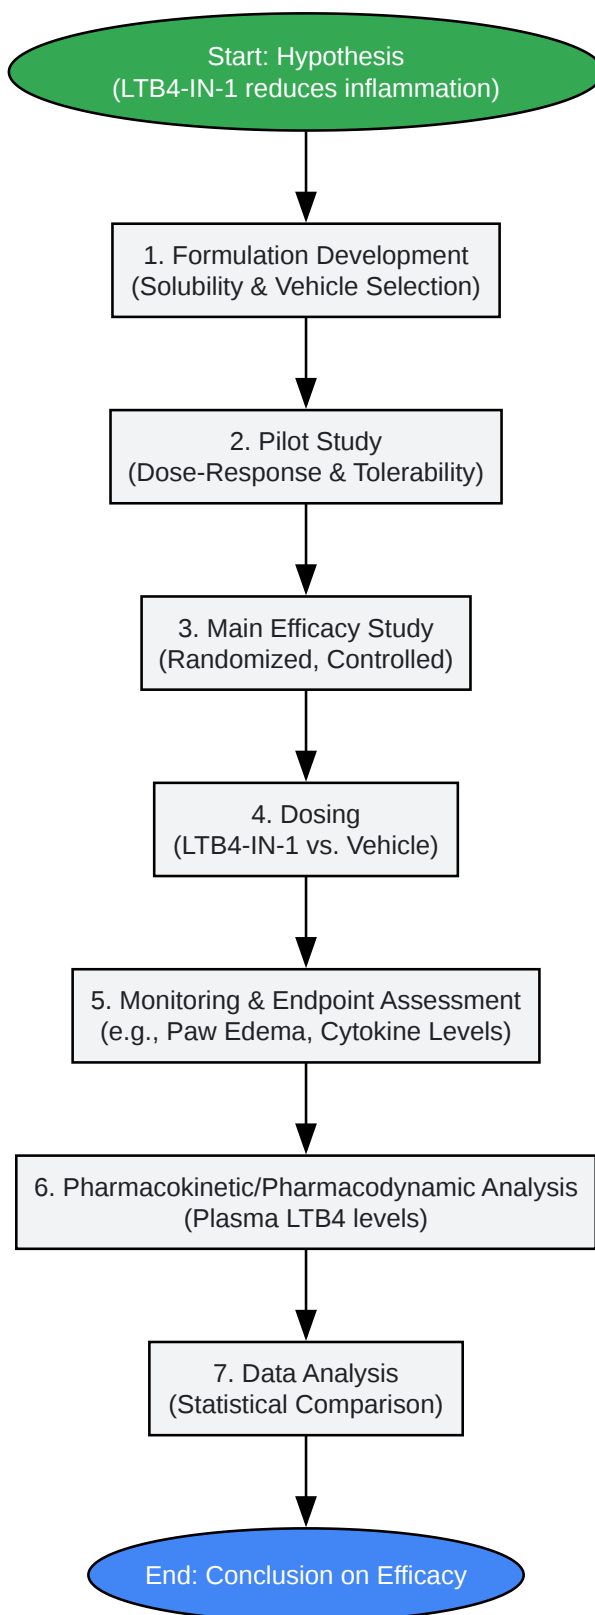 Start: Hypothesis
(LTB4-IN-1 reduces inflammation)
1. Formulation Development
(Solubility & Vehicle Selection)
2. Pilot Study
(Dose-Response & Tolerability)
3. Main Efficacy Study
(Randomized, Controlled)
4. Dosing
(LTB4-IN-1 vs. Vehicle)
5. Monitoring & Endpoint Assessment
(e.g., Paw Edema, Cytokine Levels)
6. Pharmacokinetic/Pharmacodynamic Analysis
(Plasma LTB4 levels)
7. Data Analysis
(Statistical Comparison)
End: Conclusion on Efficacy